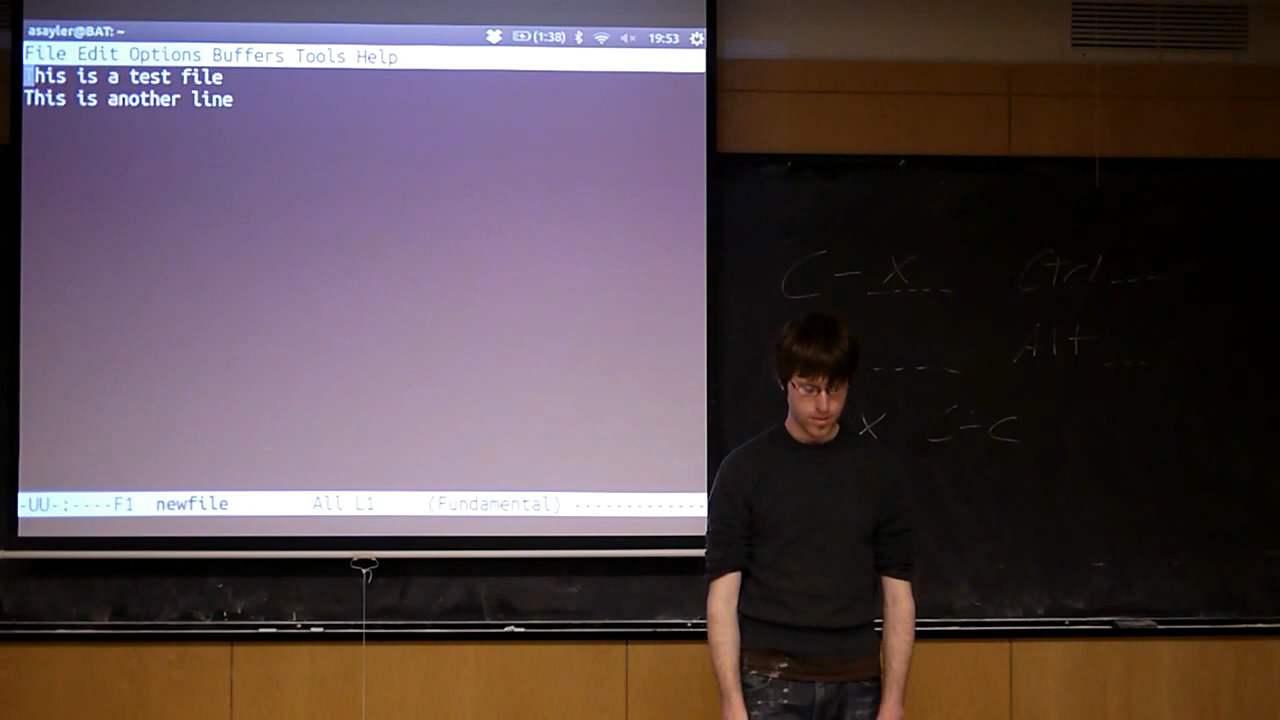 asayler@BAT: ~ (1:38) 19:53
File Edit Options Buffers Tools Help
This is a test file
This is another line
-UU-:----F1 newfile All L1 (Fundamental) -------------
C - x Ctrl ---
Alt ---
x C-c